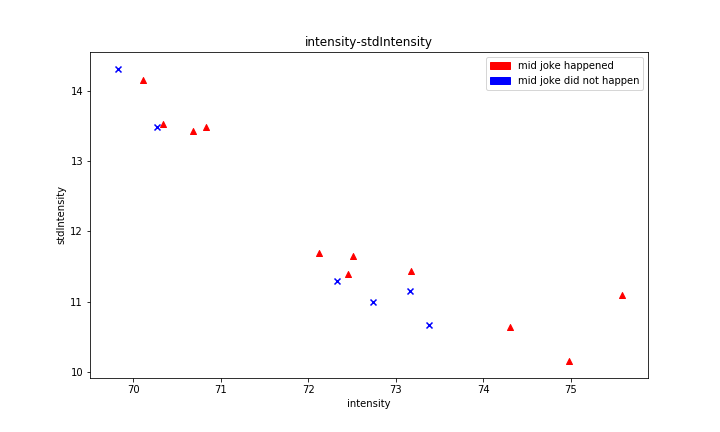 intensity-stdIntensity
mid joke happened
mid joke did not happen
stdIntensity
14
13
12
11
10
70 71 72 73 74 75
intensity